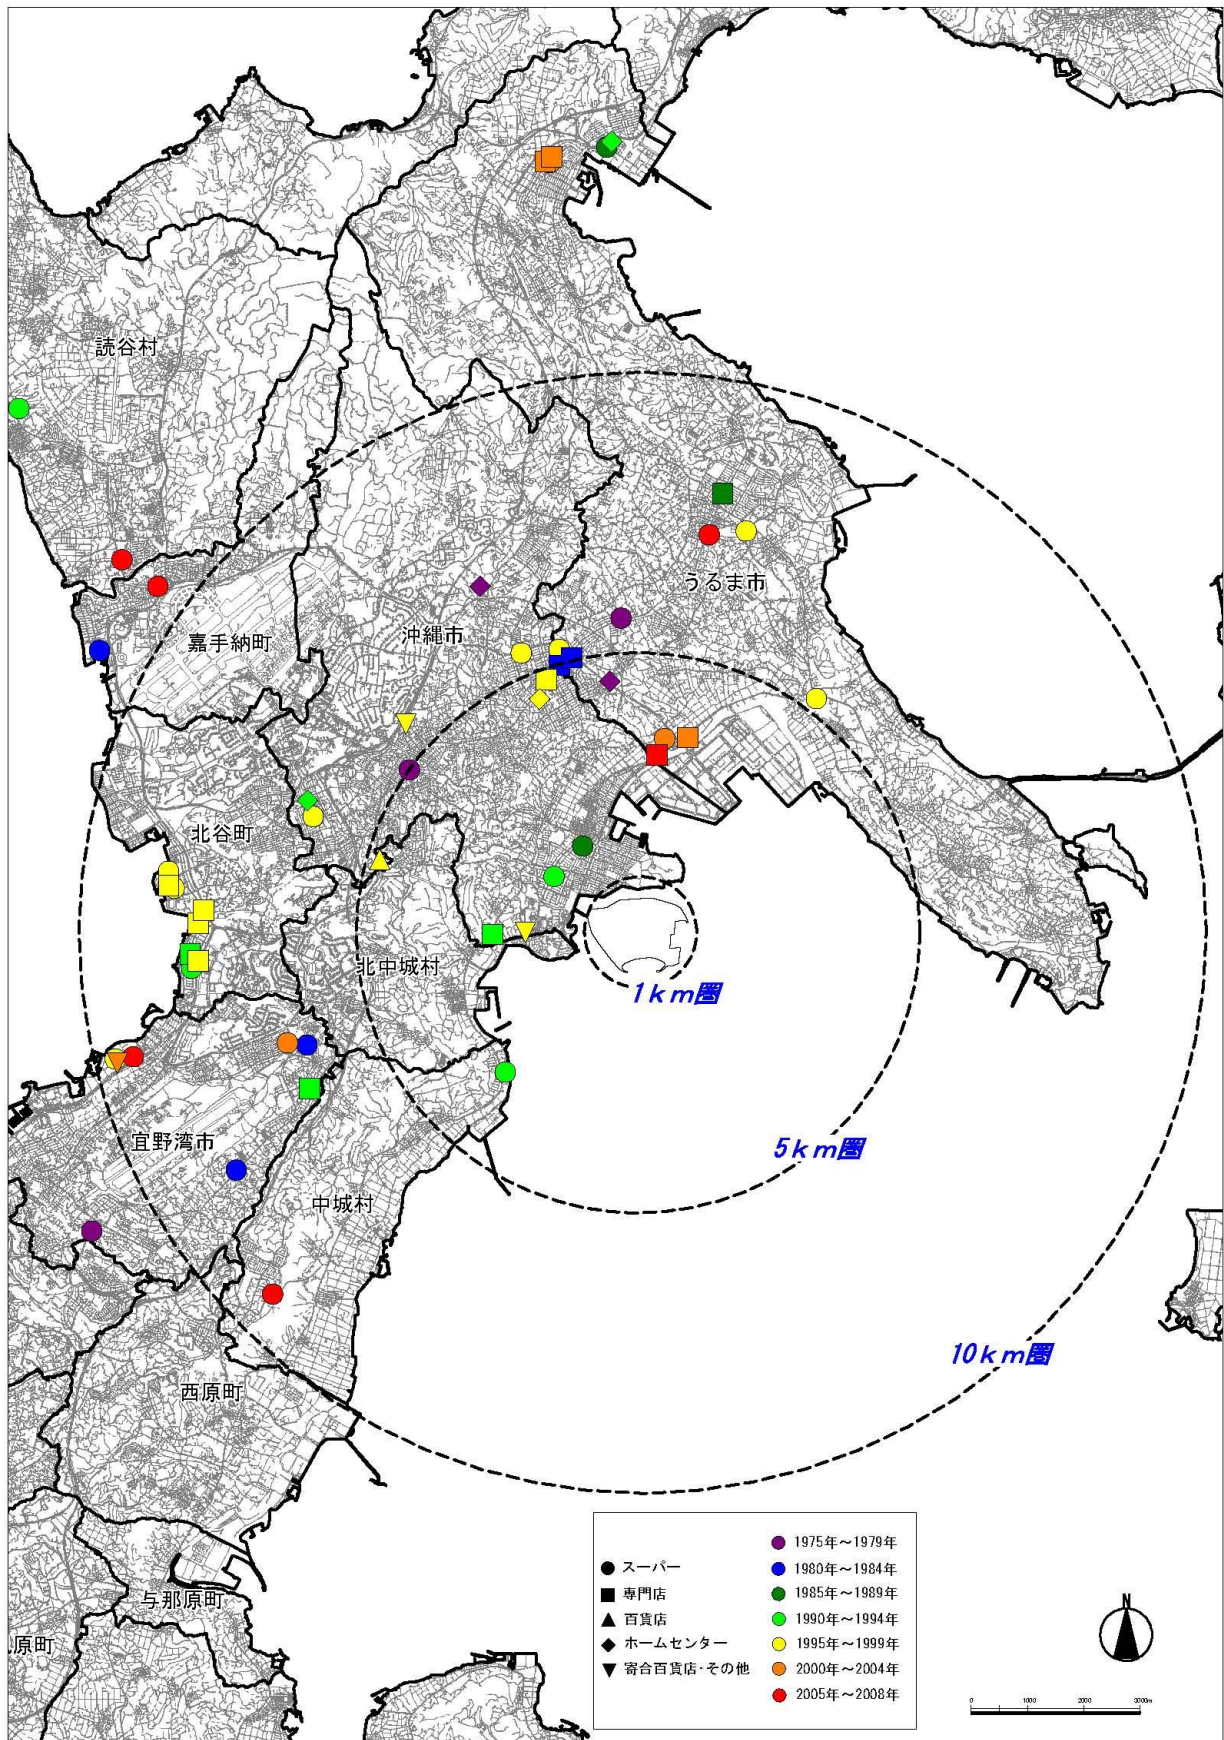 読谷村
うるま市
沖縄市
嘉手納町
北谷町
北中城村
1km圏
5km圏
宜野湾市
中城村
10km圏
西原町
与那原町
原町
スーパー
専門店
百貨店
ホームセンター
寄合百貨店・その他
1975年～1979年
1980年～1984年
1985年～1989年
1990年～1994年
1995年～1999年
2000年～2004年
2005年～2008年
N
0 1000 2000 3000m